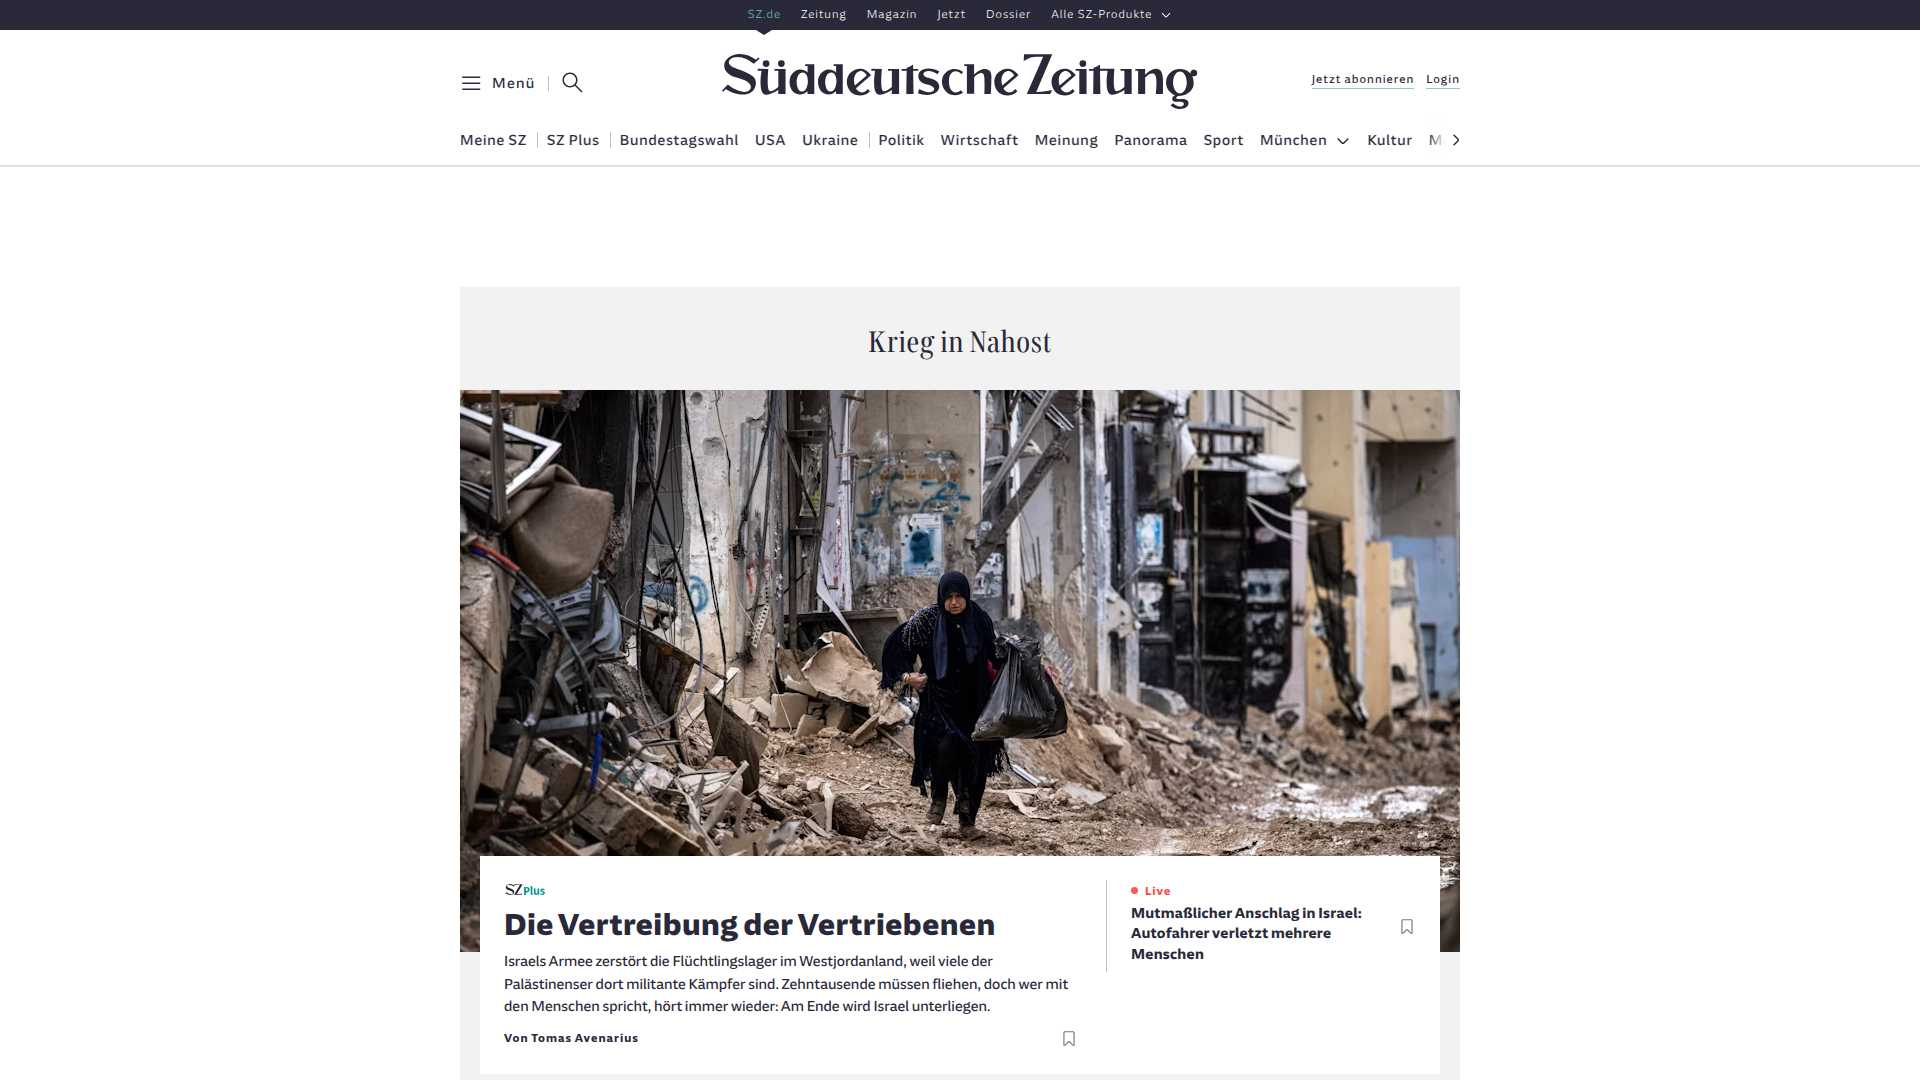 SZ.de Zeitung Magazin Jetzt Dossier Alle SZ-Produkte
Menü
Süddeutsche Zeitung
Jetzt abonnieren Login
Meine SZ SZ Plus Bundestagswahl USA Ukraine Politik Wirtschaft Meinung Panorama Sport München Kultur M
Krieg in Nahost
SZ Plus
Die Vertreibung der Vertriebenen
Israels Armee zerstört die Flüchtlingslager im Westjordanland, weil viele der
Palästinenser dort militante Kämpfer sind. Zehntausende müssen fliehen, doch wer mit
den Menschen spricht, hört immer wieder: Am Ende wird Israel unterliegen.
Von Tomas Avenarius
Live
Mutmaßlicher Anschlag in Israel:
Autofahrer verletzt mehrere
Menschen